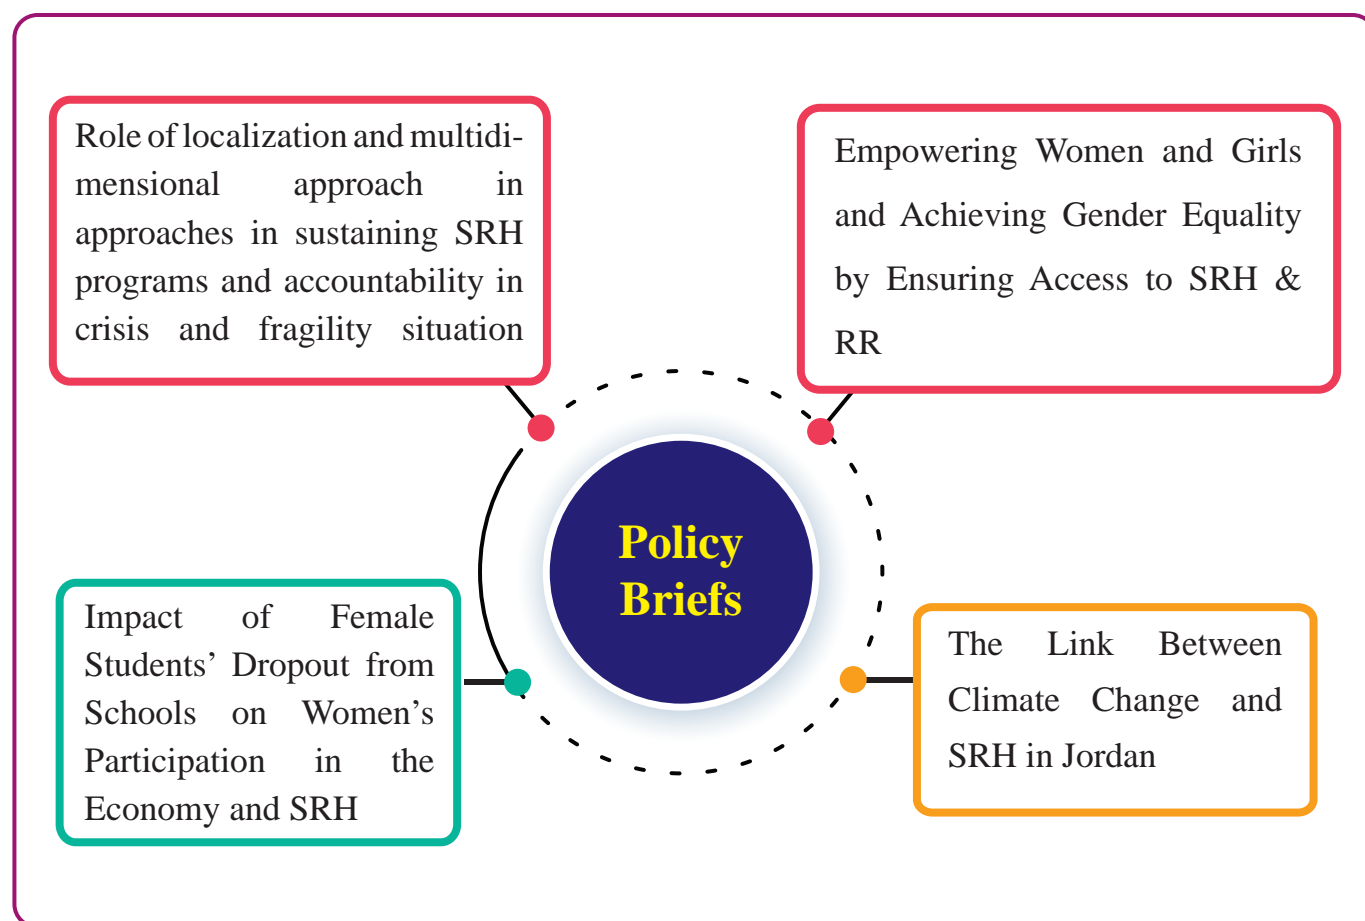 Role of localization and multidi-
mensional approach in
approaches in sustaining SRH
programs and accountability in
crisis and fragility situation
Empowering Women and Girls
and Achieving Gender Equality
by Ensuring Access to SRH &
RR
Policy
Briefs
Impact of Female
Students’ Dropout from
Schools on Women’s
Participation in the
Economy and SRH
The Link Between
Climate Change and
SRH in Jordan